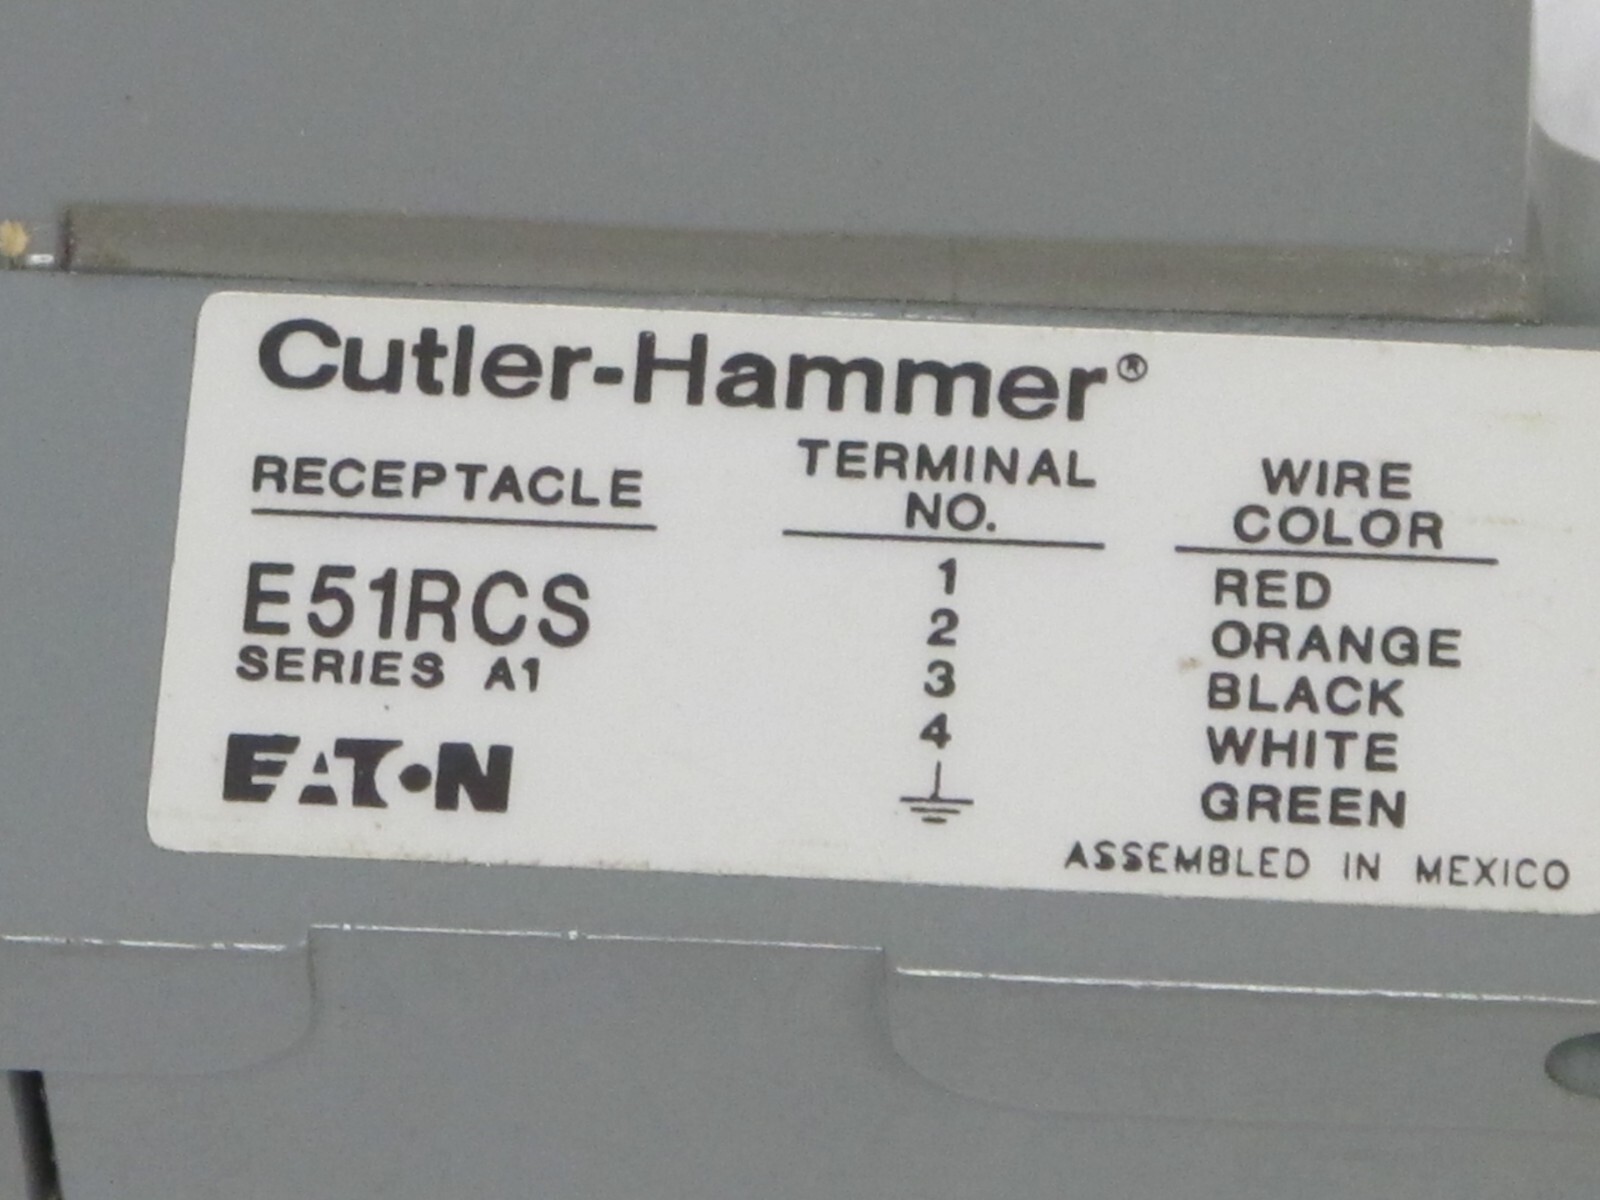 Cutler-Hammer®
RECEPTACLE TERMINAL NO. WIRE COLOR
E51RCS
SERIES A1
1 RED
2 ORANGE
3 BLACK
4 WHITE
⏚ GREEN
EATON
ASSEMBLED IN MEXICO